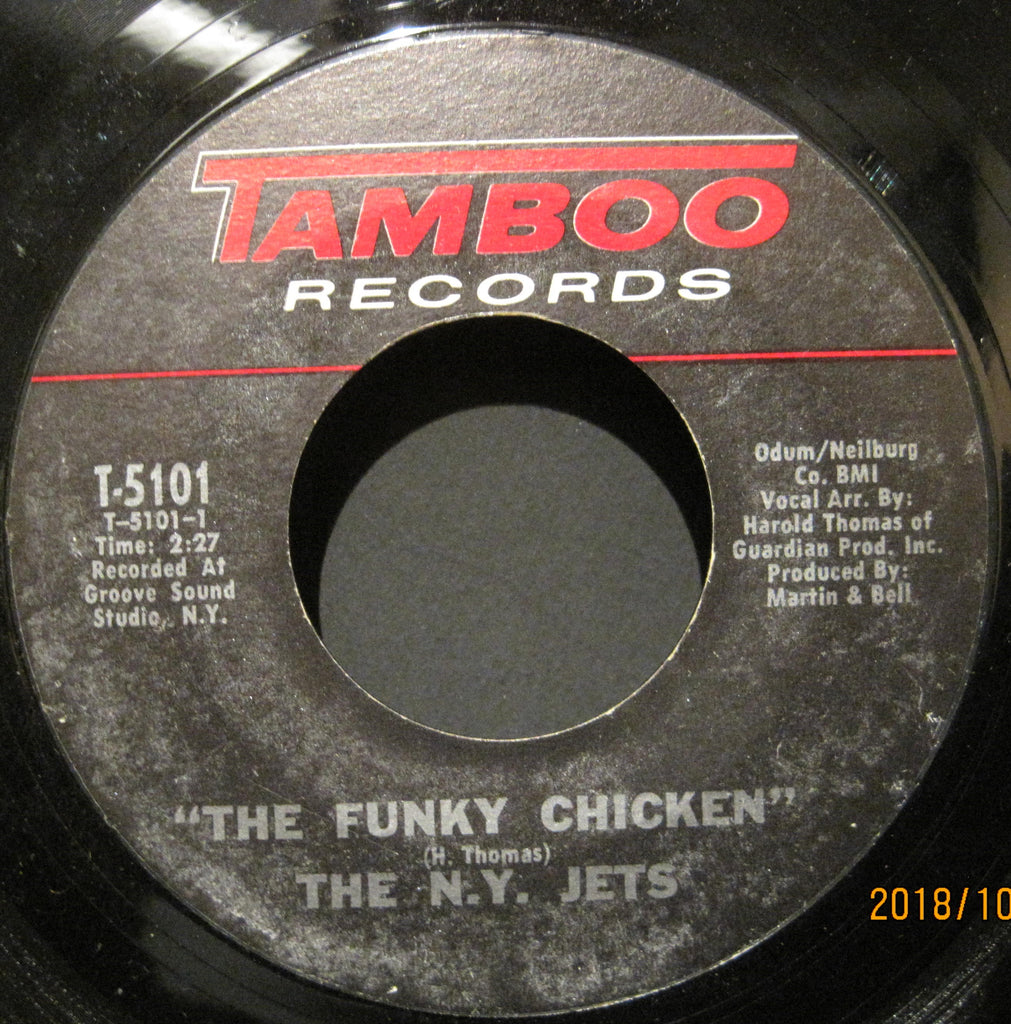 TAMBOO
RECORDS
T-5101
T-5101-1
Time: 2:27
Recorded At
Groove Sound
Studio, N.Y.
Odum/Neilburg
Co. BMI
Vocal Arr. By:
Harold Thomas of
Guardian Prod. Inc.
Produced By:
Martin & Bell
“THE FUNKY CHICKEN”
(H. Thomas)
THE N.Y. JETS
2018/10